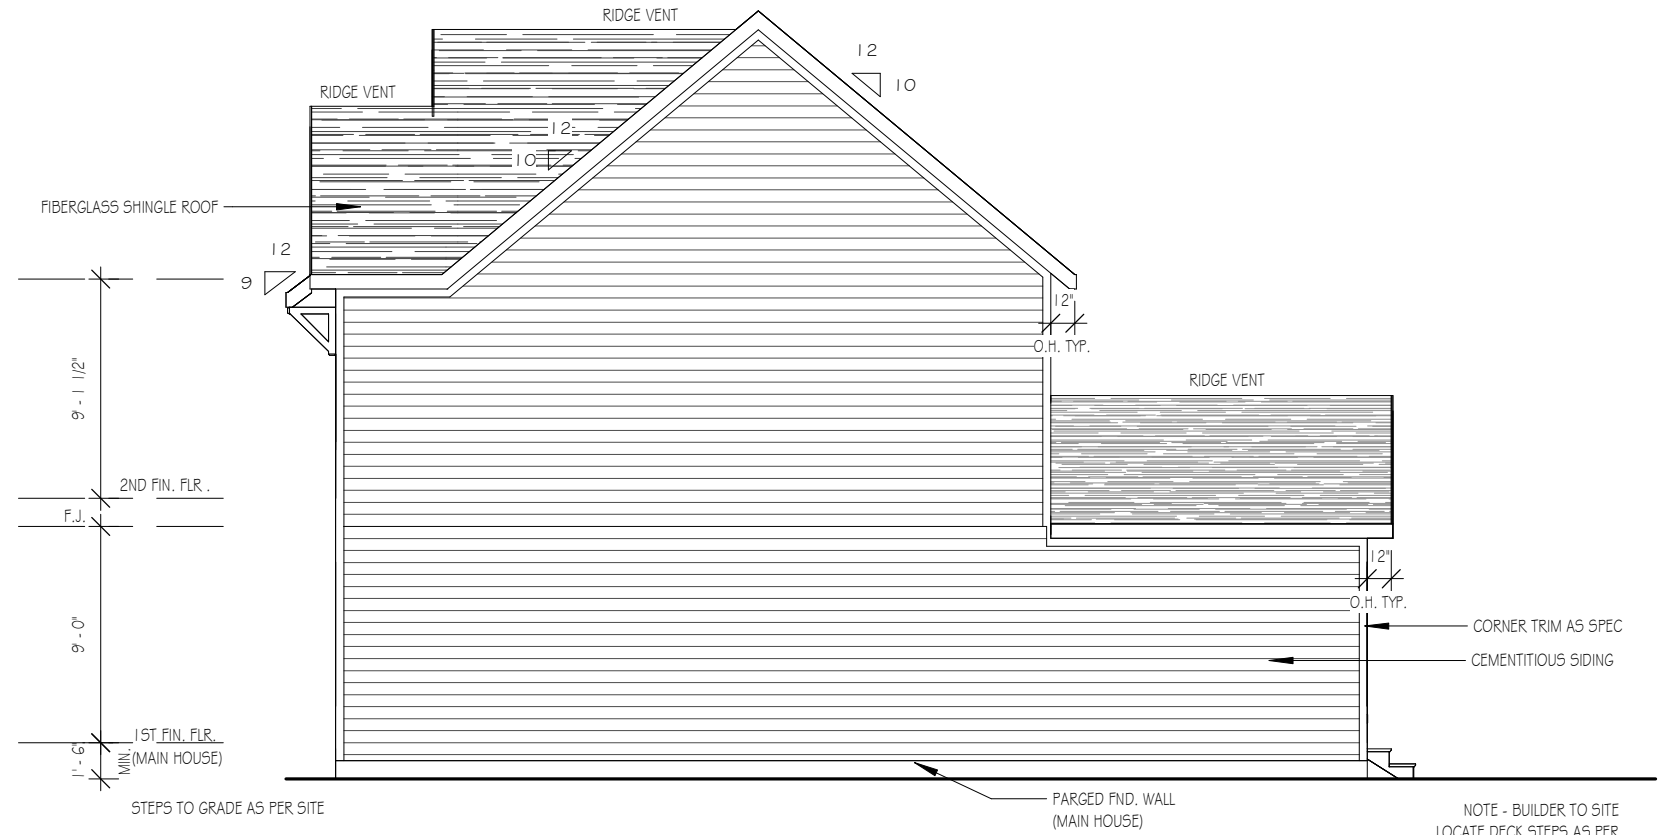 RIDGE VENT
12
10
RIDGE VENT
12
10
FIBERGLASS SHINGLE ROOF
12
9
12"
O.H. TYP.
9' - 1 1/2"
RIDGE VENT
2ND FIN. FLR .
F.J.
12"
O.H. TYP.
9' - 0"
CORNER TRIM AS SPEC
CEMENTITIOUS SIDING
1ST FIN. FLR.
(MAIN HOUSE)
1' - 6"
MIN.
STEPS TO GRADE AS PER SITE
PARGED FND. WALL
(MAIN HOUSE)
NOTE - BUILDER TO SITE
LOCATE DECK STEPS AS PER